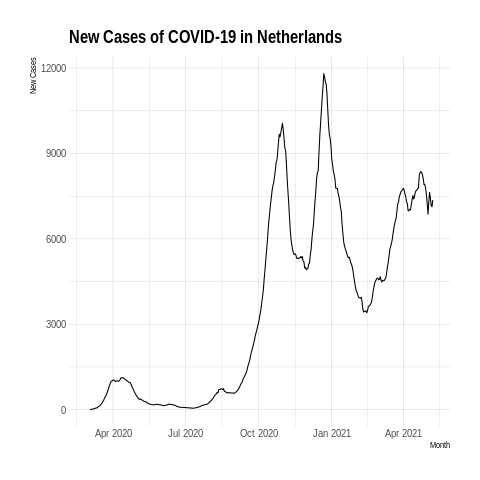 New Cases of COVID-19 in Netherlands
New Cases
12000
9000
6000
3000
0
Apr 2020 Jul 2020 Oct 2020 Jan 2021 Apr 2021
Month